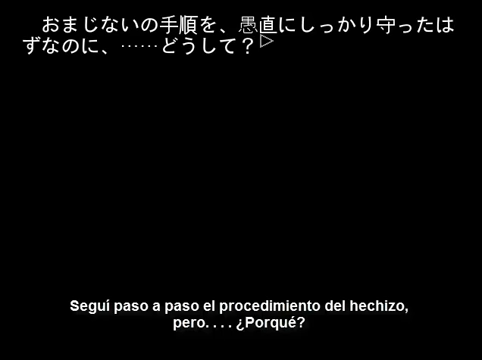 おまじないの手順を、愚直にしっかり守ったは
ずなのに、……どうして？
Seguí paso a paso el procedimiento del hechizo,
pero. . . . ¿Porqué?